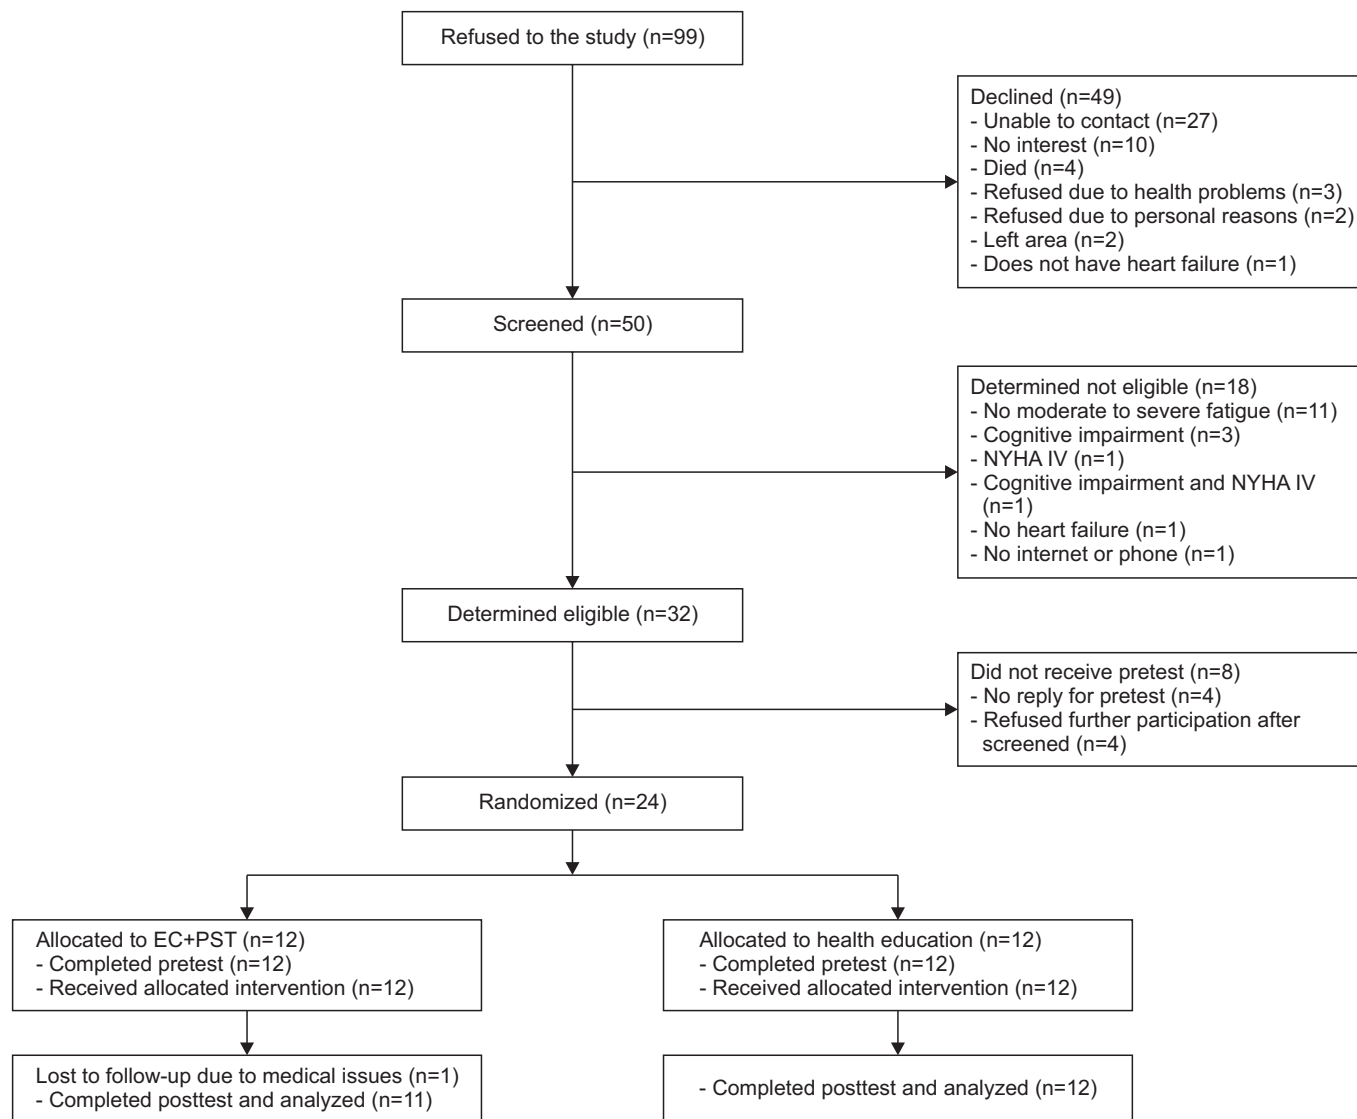 Refused to the study (n=99)
Declined (n=49)
- Unable to contact (n=27)
- No interest (n=10)
- Died (n=4)
- Refused due to health problems (n=3)
- Refused due to personal reasons (n=2)
- Left area (n=2)
- Does not have heart failure (n=1)
Screened (n=50)
Determined not eligible (n=18)
- No moderate to severe fatigue (n=11)
- Cognitive impairment (n=3)
- NYHA IV (n=1)
- Cognitive impairment and NYHA IV
(n=1)
- No heart failure (n=1)
- No internet or phone (n=1)
Determined eligible (n=32)
Did not receive pretest (n=8)
- No reply for pretest (n=4)
- Refused further participation after
screened (n=4)
Randomized (n=24)
Allocated to EC+PST (n=12)
- Completed pretest (n=12)
- Received allocated intervention (n=12)
Allocated to health education (n=12)
- Completed pretest (n=12)
- Received allocated intervention (n=12)
Lost to follow-up due to medical issues (n=1)
- Completed posttest and analyzed (n=11)
- Completed posttest and analyzed (n=12)